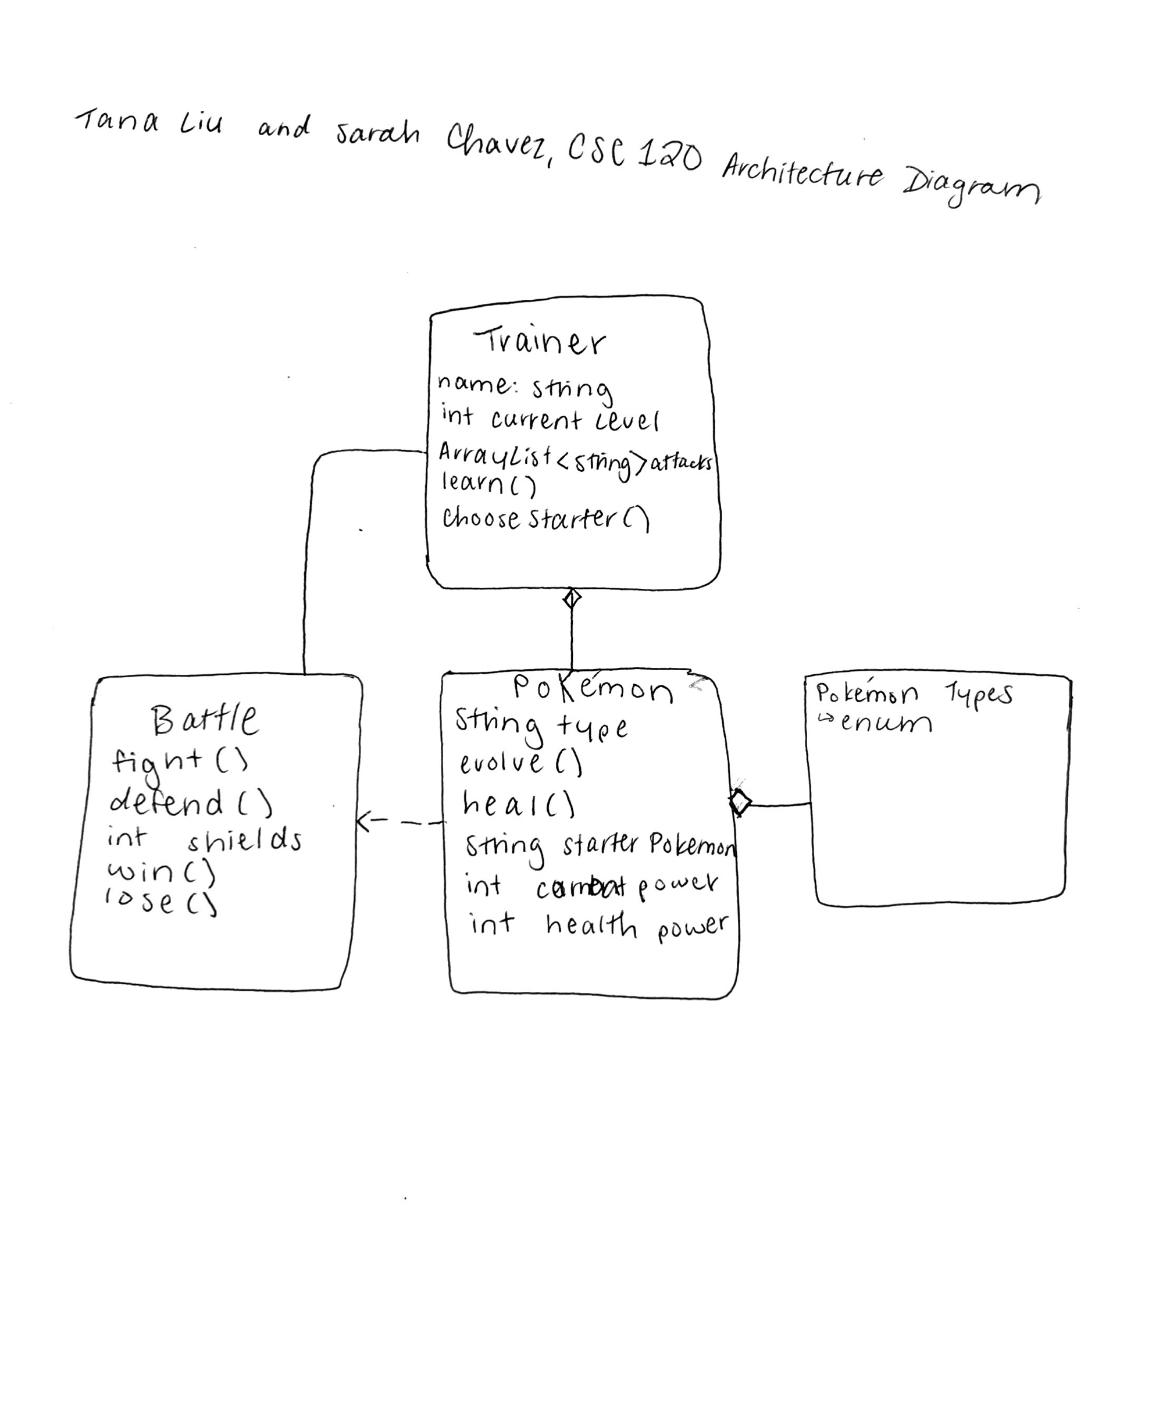 Tana Liu and Sarah Chavez, CSC 120 Architecture Diagram
Trainer
name: string
int current Level
ArrayList<string>attacks
learn()
choose starter()
Battle
fight()
defend()
int shields
win()
lose()
Pokémon
String type
evolve()
heal()
String starter Pokemon
int combat power
int health power
Pokémon Types
↳ enum